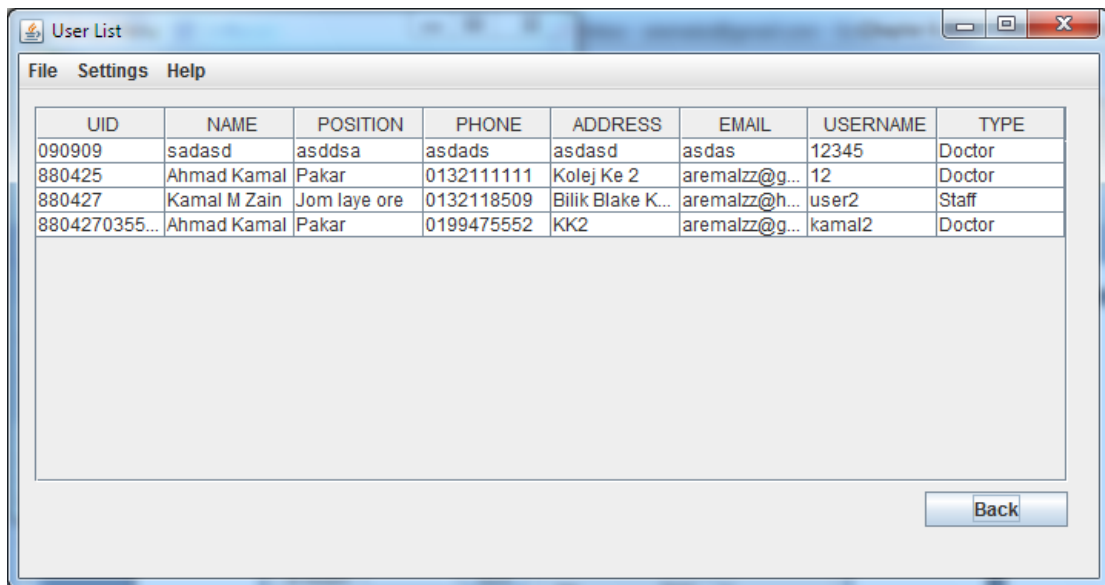 User List
File Settings Help
UID NAME POSITION PHONE ADDRESS EMAIL USERNAME TYPE
090909 sadasd asddsa asdads asdasd asdas 12345 Doctor
880425 Ahmad Kamal Pakar 0132111111 Kolej Ke 2 aremalzz@g... 12 Doctor
880427 Kamal M Zain Jom laye ore 0132118509 Bilik Blake K... aremalzz@h... user2 Staff
8804270355... Ahmad Kamal Pakar 0199475552 KK2 aremalzz@g... kamal2 Doctor
Back